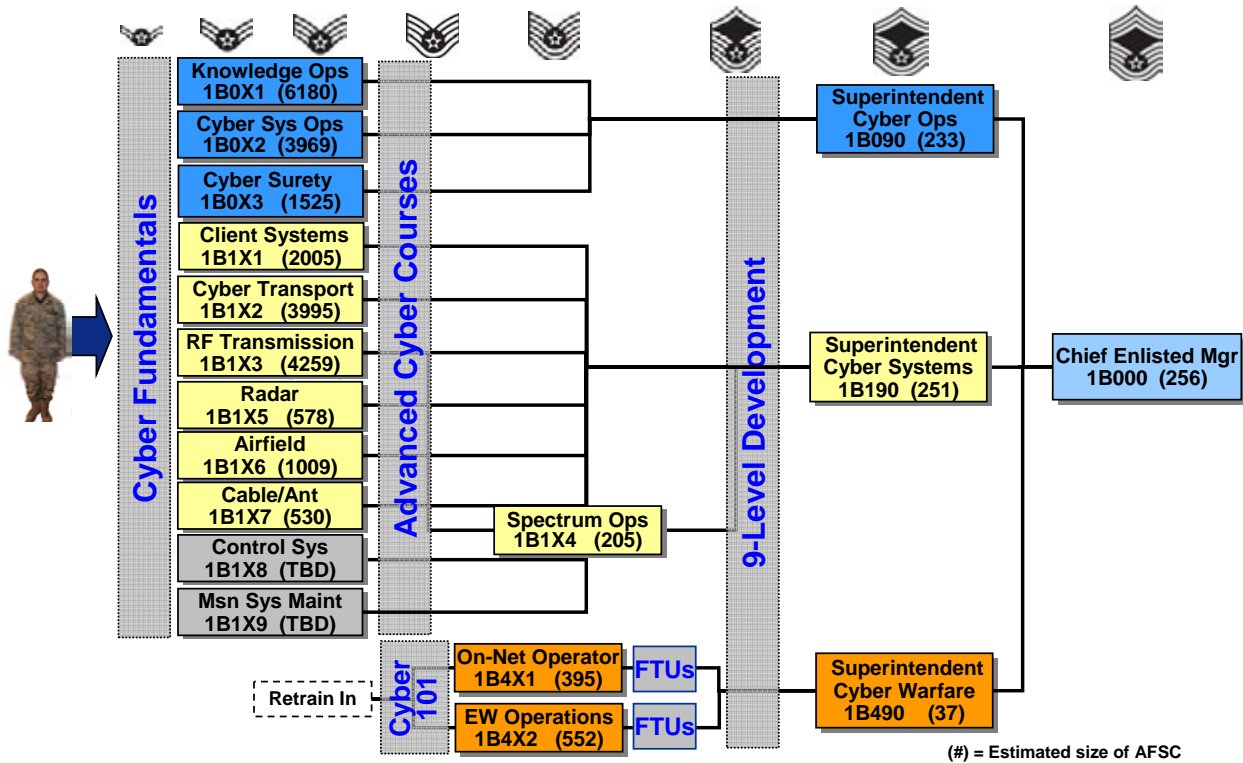 Cyber Fundamentals
Knowledge Ops
1B0X1 (6180)
Cyber Sys Ops
1B0X2 (3969)
Cyber Surety
1B0X3 (1525)
Client Systems
1B1X1 (2005)
Cyber Transport
1B1X2 (3995)
RF Transmission
1B1X3 (4259)
Radar
1B1X5 (578)
Airfield
1B1X6 (1009)
Cable/Ant
1B1X7 (530)
Control Sys
1B1X8 (TBD)
Msn Sys Maint
1B1X9 (TBD)
Advanced Cyber Courses
Spectrum Ops
1B1X4 (205)
Retrain In
Cyber
101
On-Net Operator
1B4X1 (395)
EW Operations
1B4X2 (552)
FTUs
FTUs
9-Level Development
Superintendent
Cyber Ops
1B090 (233)
Superintendent
Cyber Systems
1B190 (251)
Superintendent
Cyber Warfare
1B490 (37)
Chief Enlisted Mgr
1B000 (256)
(#) = Estimated size of AFSC